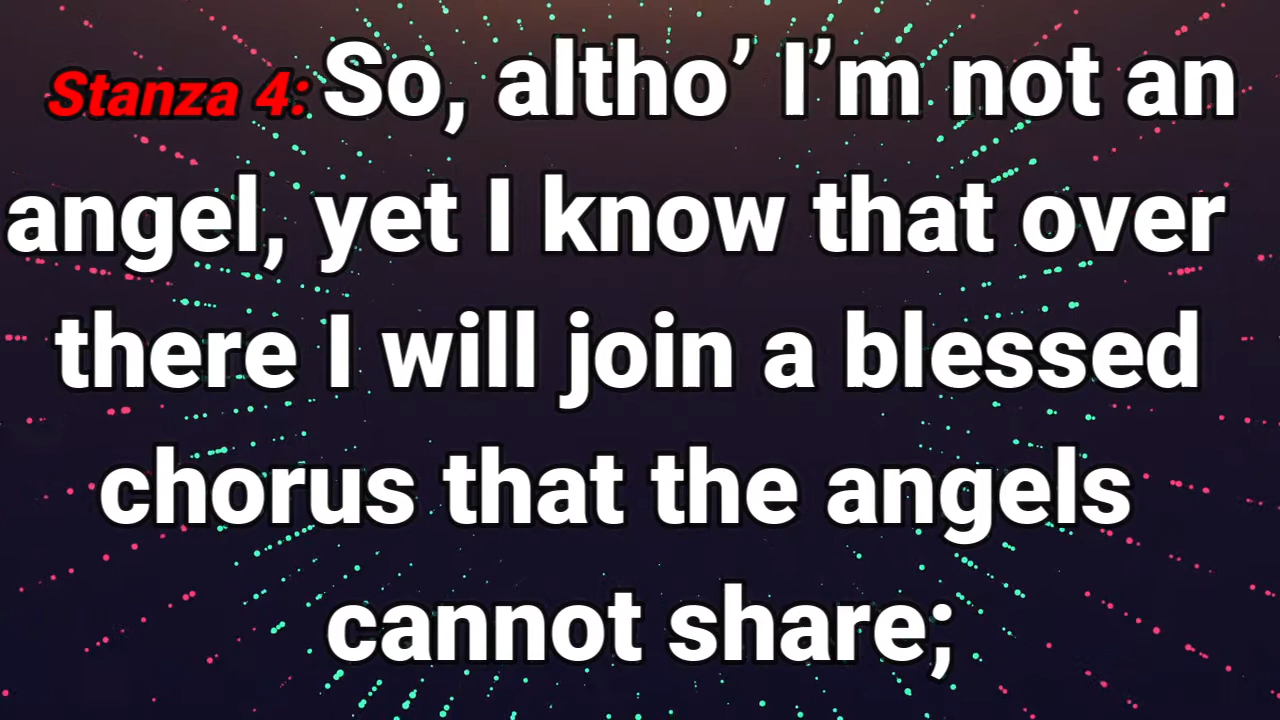 Stanza 4: So, altho’ I’m not an
angel, yet I know that over
there I will join a blessed
chorus that the angels
cannot share;